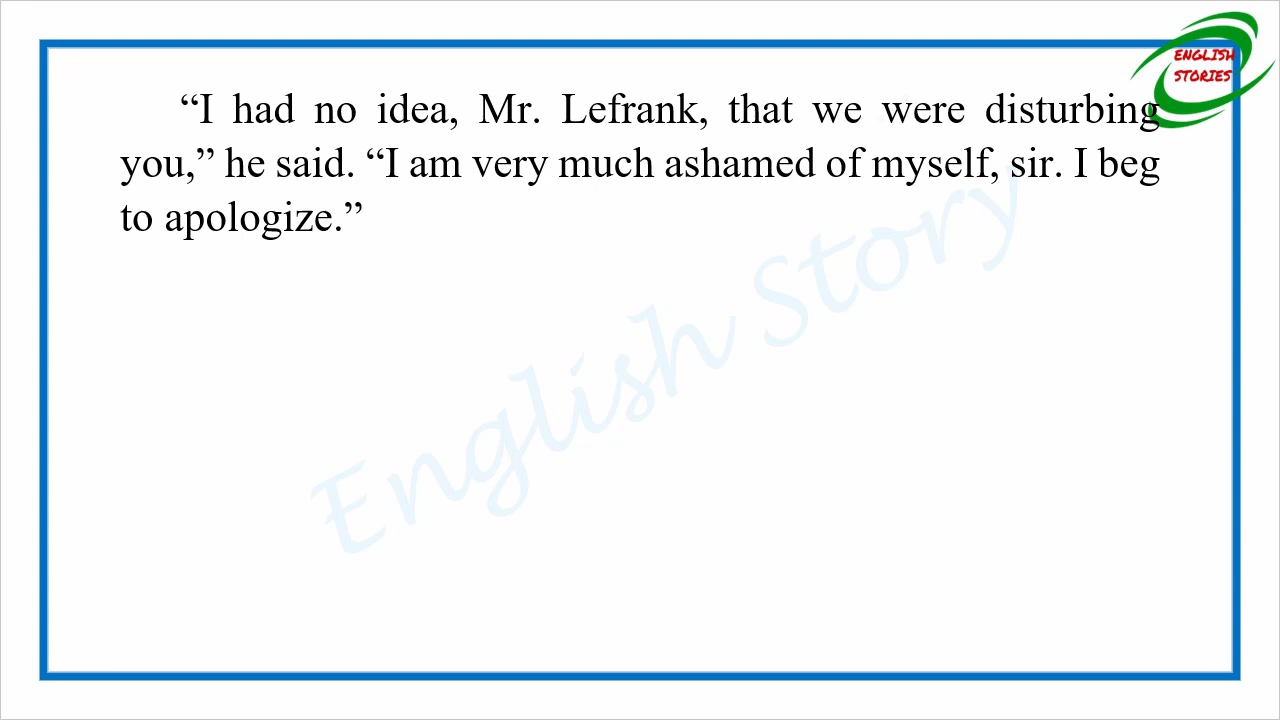 ENGLISH
STORIES
“I had no idea, Mr. Lefrank, that we were disturbing
you,” he said. “I am very much ashamed of myself, sir. I beg
to apologize.”
English Story